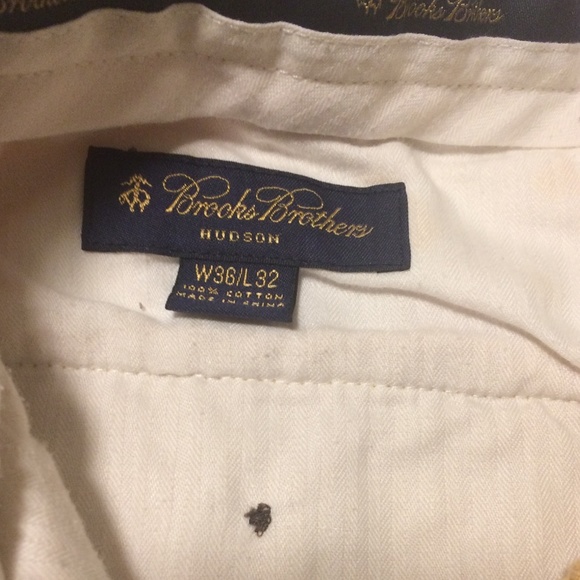 Brooks Brothers
Brooks Brothers
HUDSON
W36/L32
100% COTTON
MADE IN CHINA